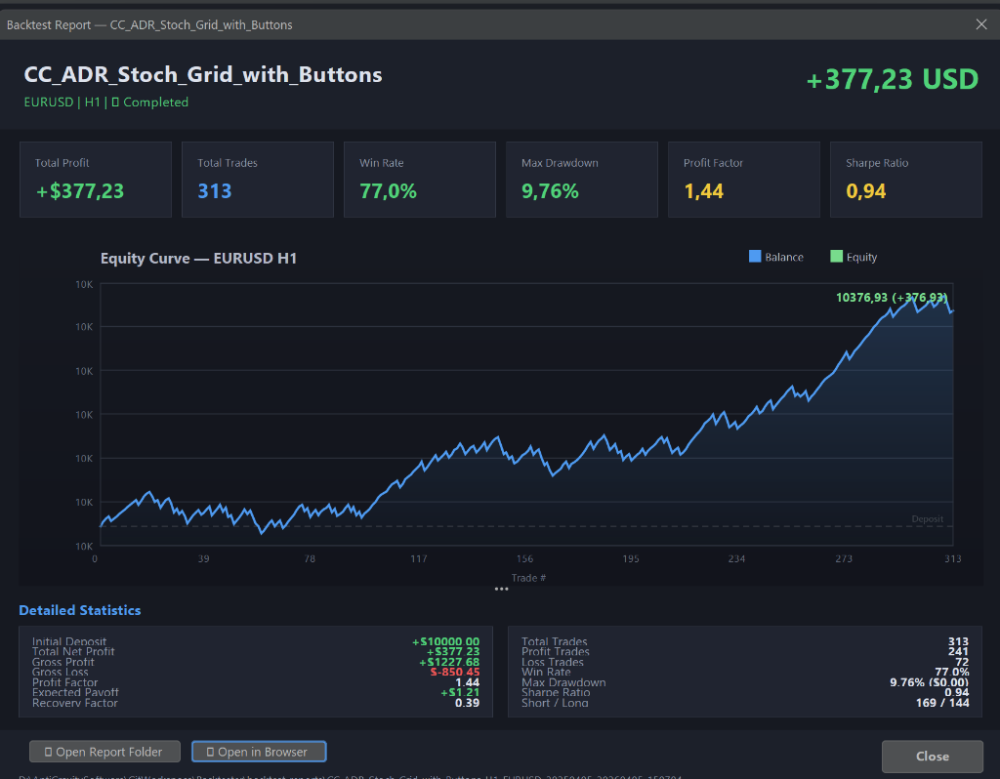 Backtest Report — CC_ADR_Stoch_Grid_with_Buttons
CC_ADR_Stoch_Grid_with_Buttons
+377,23 USD
EURUSD | H1 | Completed
Total Profit
+$377,23
Total Trades
313
Win Rate
77,0%
Max Drawdown
9,76%
Profit Factor
1,44
Sharpe Ratio
0,94
Equity Curve — EURUSD H1
Balance
Equity
10376,93 (+376,93)
10K
10K
10K
10K
10K
10K
10K
Deposit
0 39 78 117 156 195 234 273 313
Trade #
Detailed Statistics
Initial Deposit +$10000.00
Total Net Profit +$377.23
Gross Profit +$1227.68
Gross Loss $-850.45
Profit Factor 1.44
Expected Payoff +$1.21
Recovery Factor 0.39
Total Trades 313
Profit Trades 241
Loss Trades 72
Win Rate 77.0%
Max Drawdown 9.76% ($0.00)
Sharpe Ratio 0.94
Short / Long 169 / 144
Open Report Folder
Open in Browser
Close